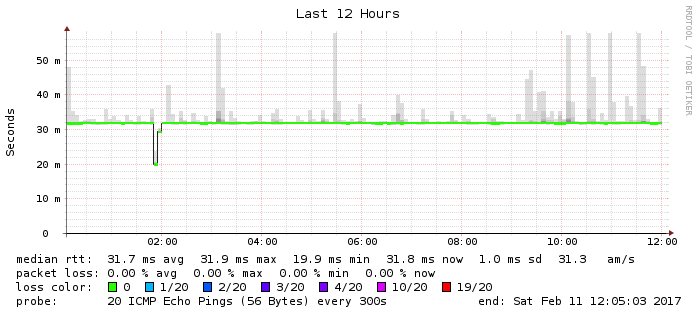 Last 12 Hours
RRDTOOL / TOBI OETIKER
Seconds
50 m
40 m
30 m
20 m
10 m
0
02:00 04:00 06:00 08:00 10:00 12:00
median rtt: 31.7 ms avg 31.9 ms max 19.9 ms min 31.8 ms now 1.0 ms sd 31.3 am/s
packet loss: 0.00 % avg 0.00 % max 0.00 % min 0.00 % now
loss color: 0 1/20 2/20 3/20 4/20 10/20 19/20
probe: 20 ICMP Echo Pings (56 Bytes) every 300s end: Sat Feb 11 12:05:03 2017